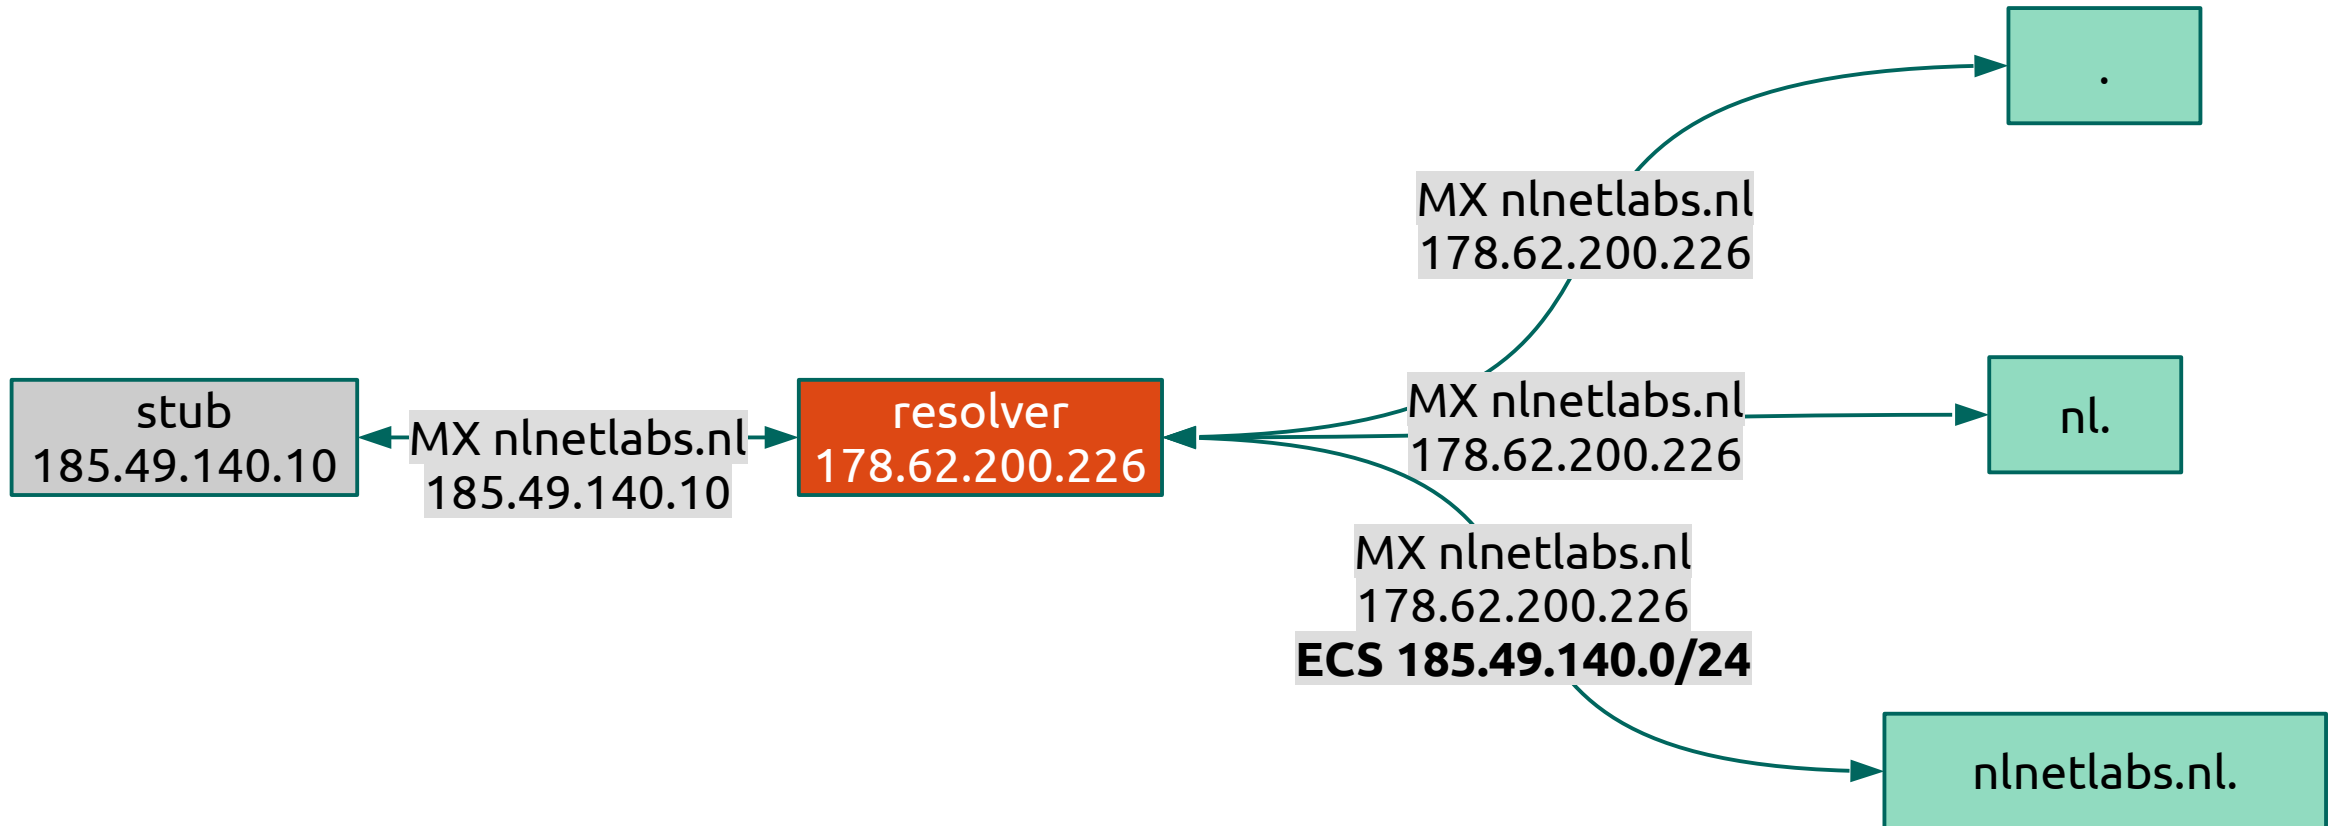 .
MX nlnetlabs.nl
178.62.200.226
stub
185.49.140.10
MX nlnetlabs.nl
185.49.140.10
resolver
178.62.200.226
MX nlnetlabs.nl
178.62.200.226
nl.
MX nlnetlabs.nl
178.62.200.226
ECS 185.49.140.0/24
nlnetlabs.nl.